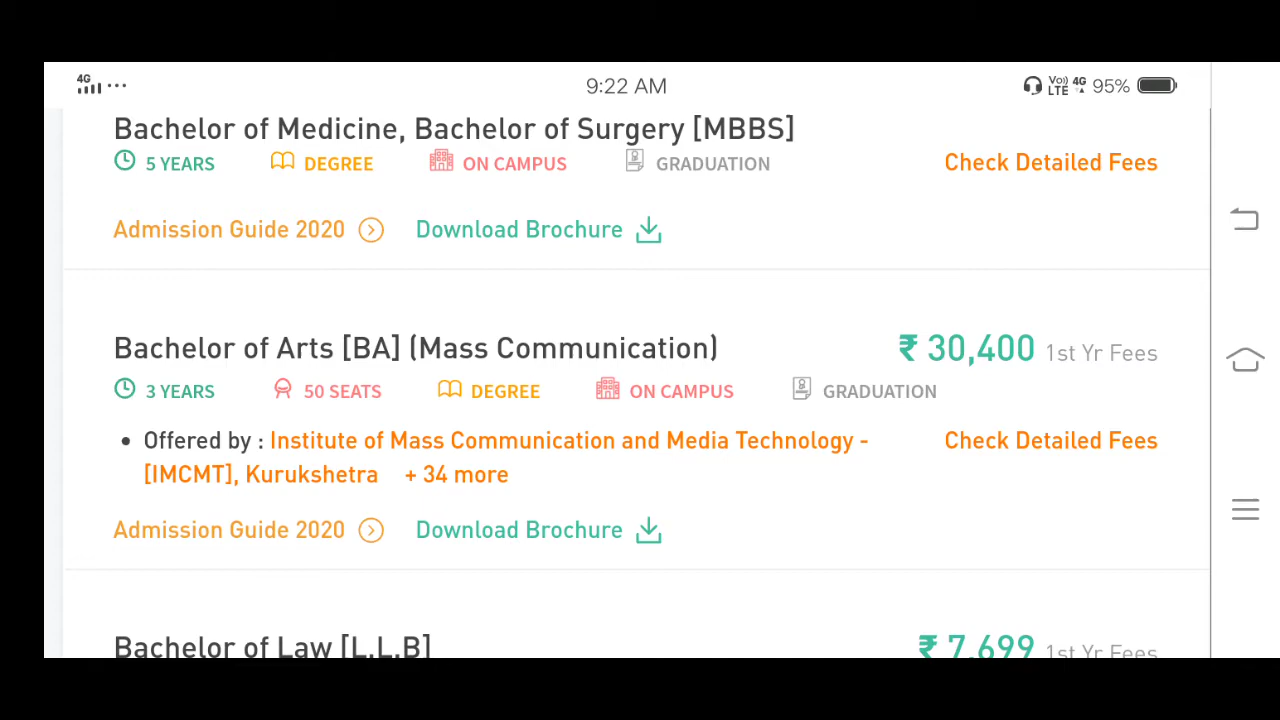 4G 9:22 AM Vo)) LTE 4G 95%
Bachelor of Medicine, Bachelor of Surgery [MBBS]
5 YEARS DEGREE ON CAMPUS GRADUATION Check Detailed Fees
Admission Guide 2020 Download Brochure
Bachelor of Arts [BA] (Mass Communication) ₹ 30,400 1st Yr Fees
3 YEARS 50 SEATS DEGREE ON CAMPUS GRADUATION
• Offered by : Institute of Mass Communication and Media Technology - Check Detailed Fees
[IMCMT], Kurukshetra + 34 more
Admission Guide 2020 Download Brochure
Bachelor of Law [L.L.B] ₹ 7,699 1st Yr Fees